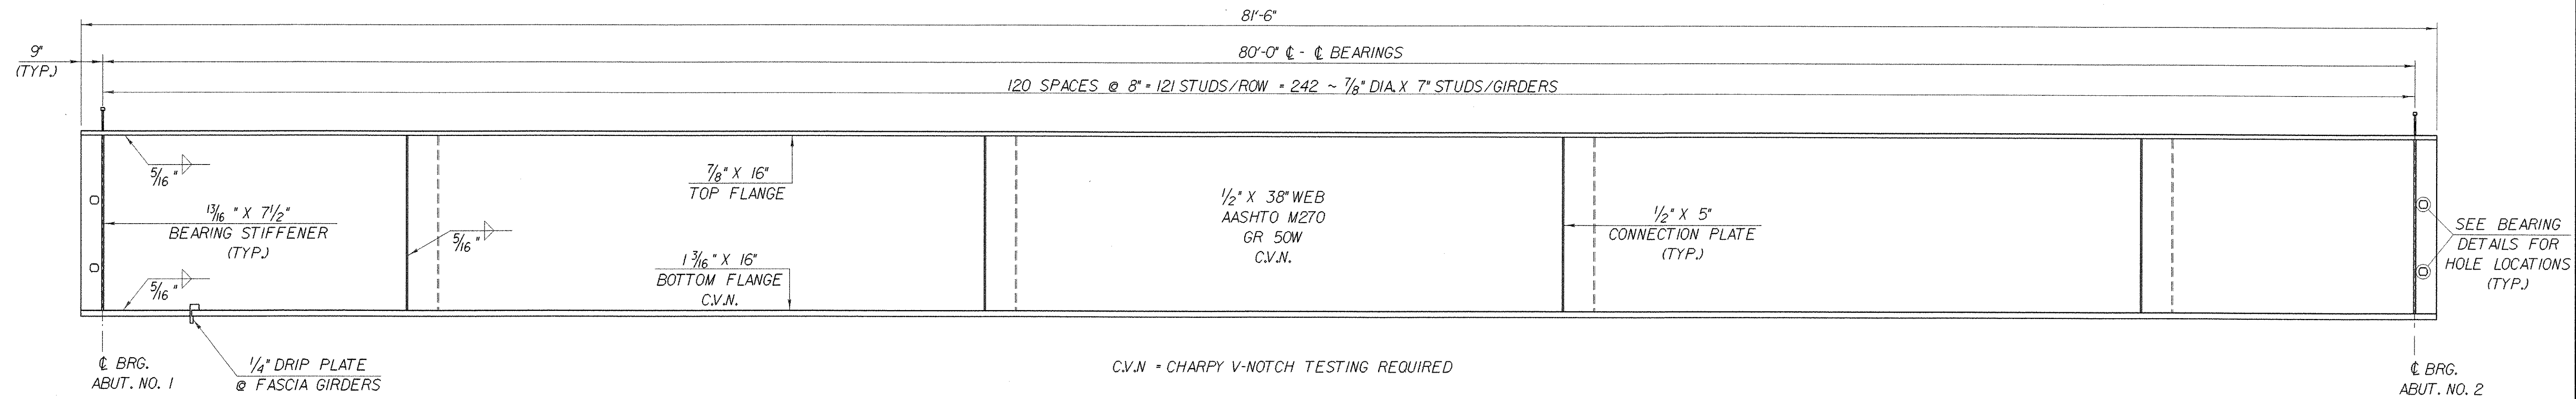 81'-6"
9"
(TYP.)
80'-0" ℄ - ℄ BEARINGS
120 SPACES @ 8" = 121 STUDS/ROW = 242 ~ 7/8" DIA. X 7" STUDS/GIRDERS
5/16"
13/16" X 7 1/2"
BEARING STIFFENER
(TYP.)
5/16"
5/16"
7/8" X 16"
TOP FLANGE
1 3/16" X 16"
BOTTOM FLANGE
C.V.N.
1/2" X 38" WEB
AASHTO M270
GR 50W
C.V.N.
1/2" X 5"
CONNECTION PLATE
(TYP.)
SEE BEARING
DETAILS FOR
HOLE LOCATIONS
(TYP.)
℄ BRG.
ABUT. NO. 1
1/4" DRIP PLATE
@ FASCIA GIRDERS
C.V.N = CHARPY V-NOTCH TESTING REQUIRED
℄ BRG.
ABUT. NO. 2